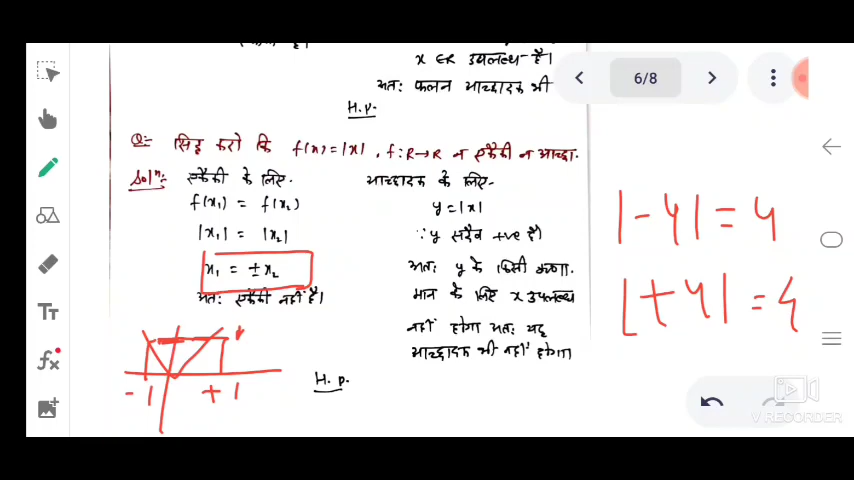 x ∈R उपलब्ध है।
अतः फलन आच्छादक भी
H.p.
6/8
Q:- सिद्ध करो कि f(x) = |x| , f: R→R न एकैकी न आच्छा.
Solⁿ: एकैकी के लिए.
f(x₁) = f(x₂)
|x₁| = |x₂|
x₁ = ± x₂
अतः एकैकी नहीं है।
आच्छादक के लिए-
y = |x|
∵ y सदैव +ve है।
अतः y के किसी ऋणा.
मान के लिए x उपलब्ध
नहीं होगा अतः यह
आच्छादक भी नहीं होगा
H.p.
-1 +1
|-4| = 4
|+4| = 4
Tт
fx
V RECORDER